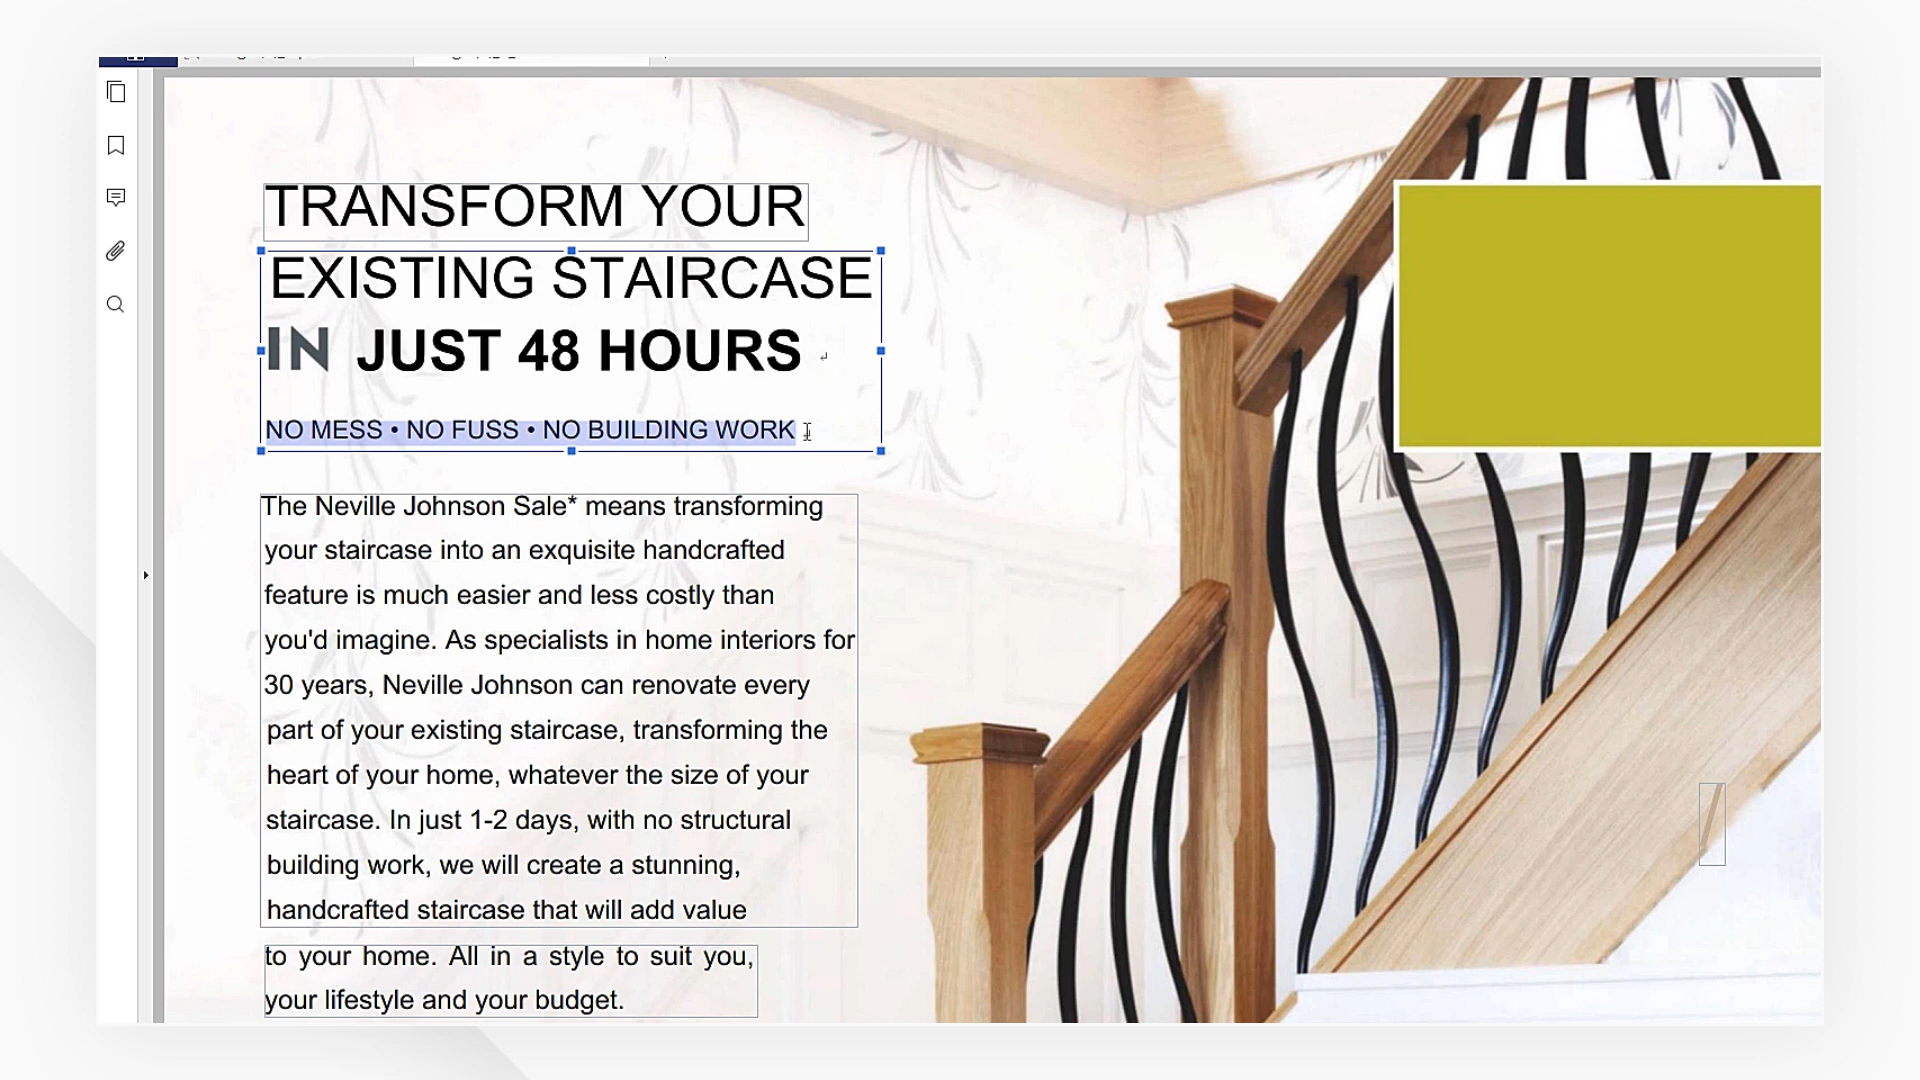 TRANSFORM YOUR
EXISTING STAIRCASE
IN JUST 48 HOURS
NO MESS • NO FUSS • NO BUILDING WORK
The Neville Johnson Sale* means transforming
your staircase into an exquisite handcrafted
feature is much easier and less costly than
you'd imagine. As specialists in home interiors for
30 years, Neville Johnson can renovate every
part of your existing staircase, transforming the
heart of your home, whatever the size of your
staircase. In just 1-2 days, with no structural
building work, we will create a stunning,
handcrafted staircase that will add value
to your home. All in a style to suit you,
your lifestyle and your budget.